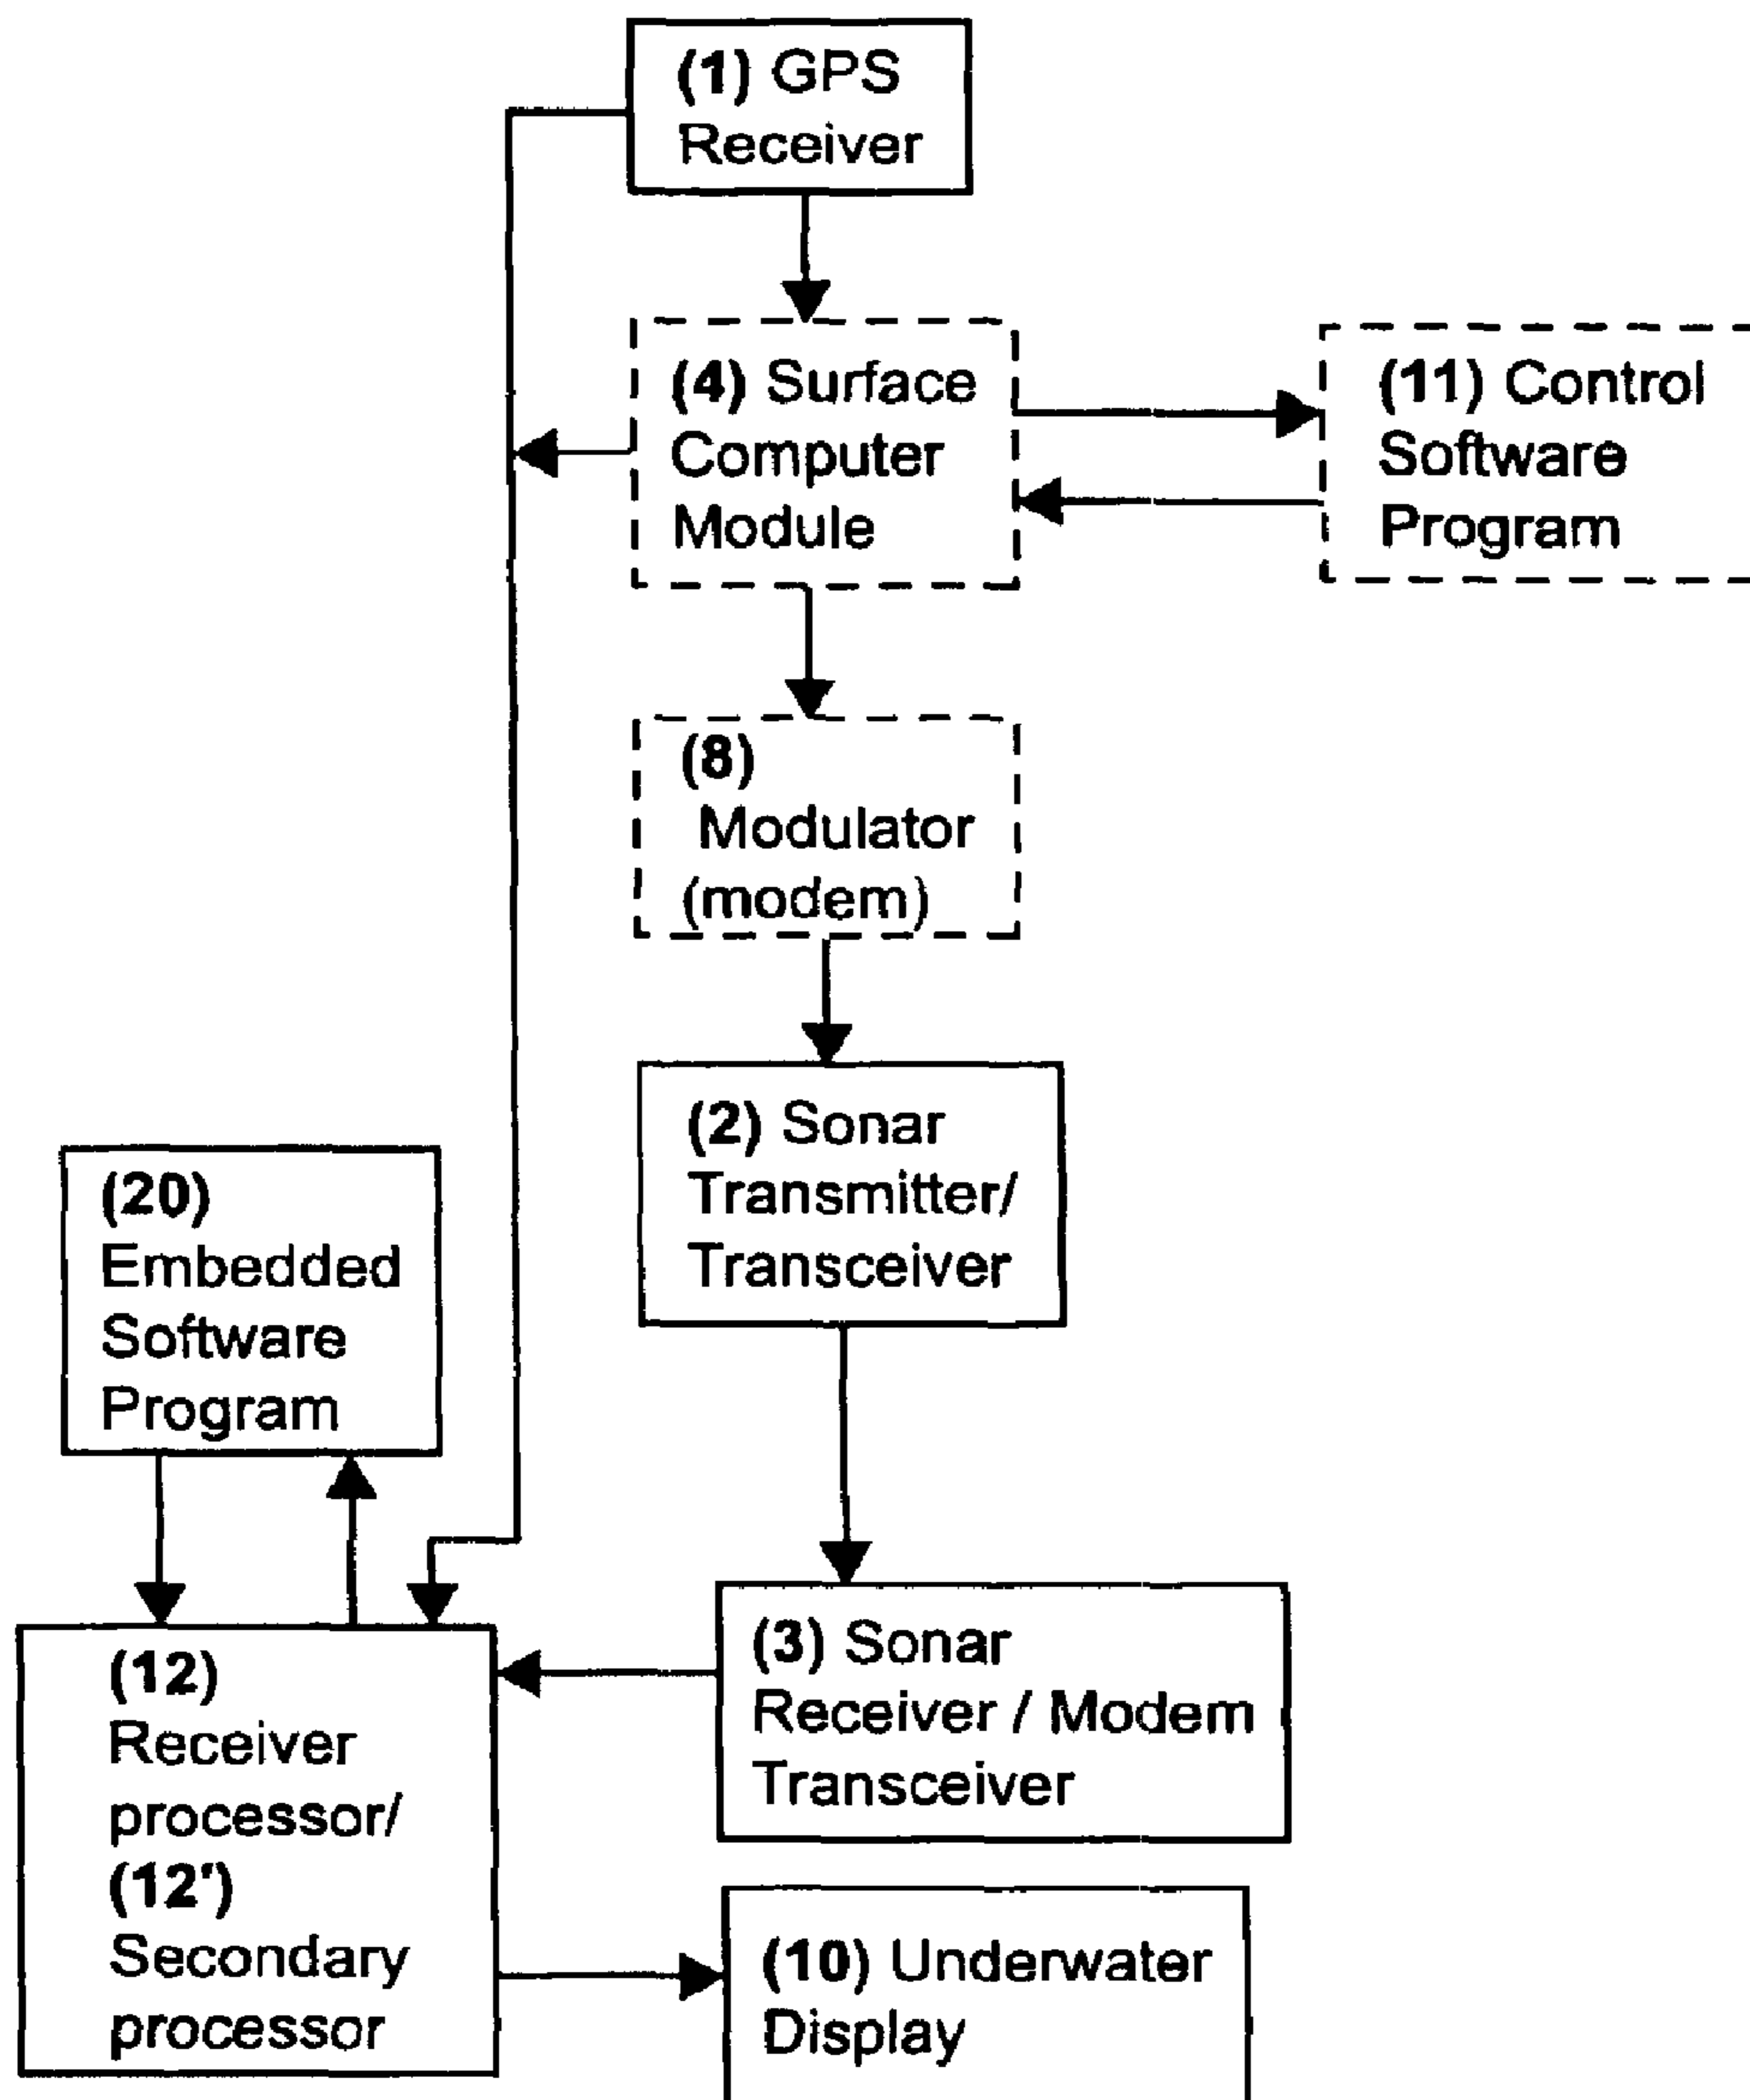 (1) GPS
Receiver
(4) Surface
Computer
Module
(11) Control
Software
Program
(8)
Modulator
(modem)
(2) Sonar
Transmitter/
Transceiver
(20)
Embedded
Software
Program
(3) Sonar
Receiver / Modem
Transceiver
(12)
Receiver
processor/
(12')
Secondary
processor
(10) Underwater
Display